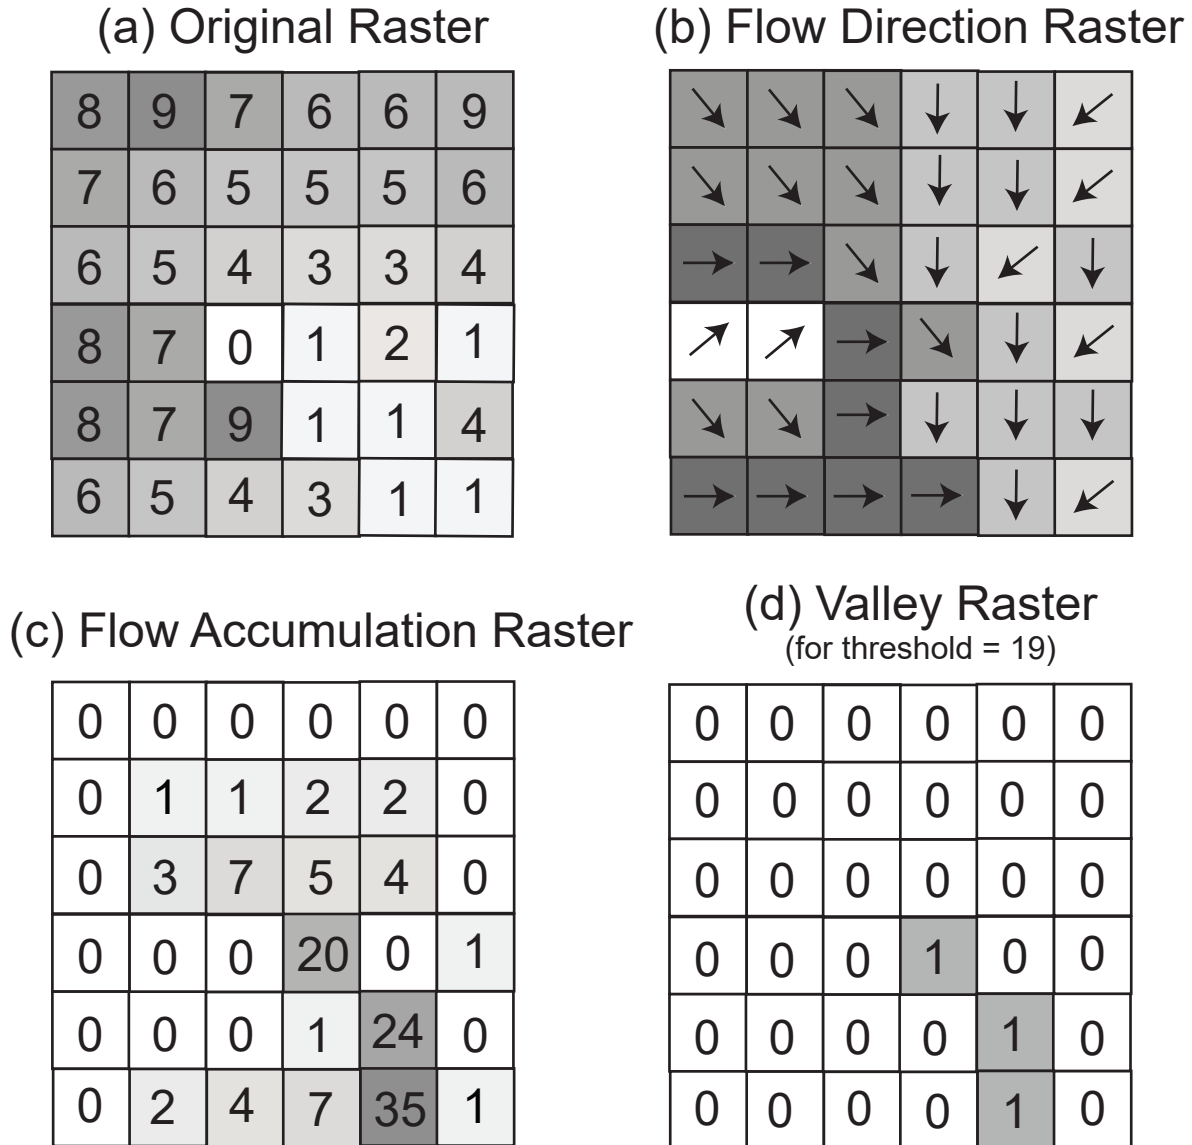 (a) Original Raster
8 9 7 6 6 9
7 6 5 5 5 6
6 5 4 3 3 4
8 7 0 1 2 1
8 7 9 1 1 4
6 5 4 3 1 1
(b) Flow Direction Raster
(c) Flow Accumulation Raster
0 0 0 0 0 0
0 1 1 2 2 0
0 3 7 5 4 0
0 0 0 20 0 1
0 0 0 1 24 0
0 2 4 7 35 1
(d) Valley Raster
(for threshold = 19)
0 0 0 0 0 0
0 0 0 0 0 0
0 0 0 0 0 0
0 0 0 1 0 0
0 0 0 0 1 0
0 0 0 0 1 0